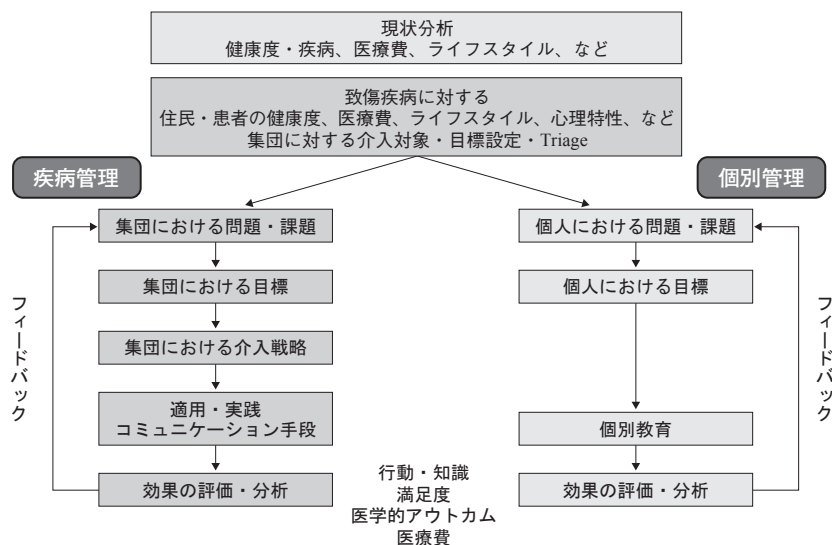 現状分析
健康度・疾病、医療費、ライフスタイル、など
致傷疾病に対する
住民・患者の健康度、医療費、ライフスタイル、心理特性、など
集団に対する介入対象・目標設定・Triage
疾病管理
個別管理
集団における問題・課題
集団における目標
集団における介入戦略
適用・実践
コミュニケーション手段
効果の評価・分析
フィードバック
行動・知識
満足度
医学的アウトカム
医療費
個人における問題・課題
個人における目標
個別教育
効果の評価・分析
フィードバック